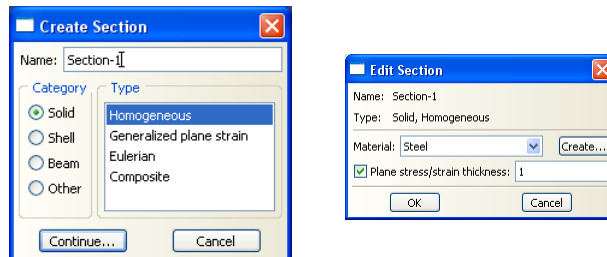 Create Section
Name: Section-1
Category
Solid
Shell
Beam
Other
Type
Homogeneous
Generalized plane strain
Eulerian
Composite
Continue...
Cancel
Edit Section
Name: Section-1
Type: Solid, Homogeneous
Material: Steel
Create...
Plane stress/strain thickness: 1
OK
Cancel